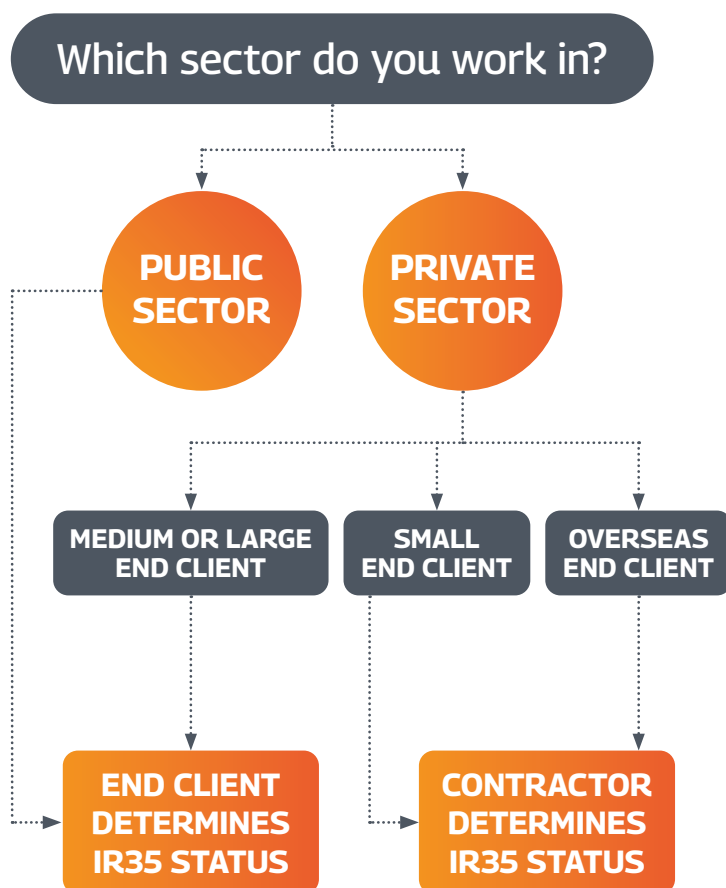 Which sector do you work in?
PUBLIC
SECTOR
PRIVATE
SECTOR
MEDIUM OR LARGE
END CLIENT
SMALL
END CLIENT
OVERSEAS
END CLIENT
END CLIENT
DETERMINES
IR35 STATUS
CONTRACTOR
DETERMINES
IR35 STATUS